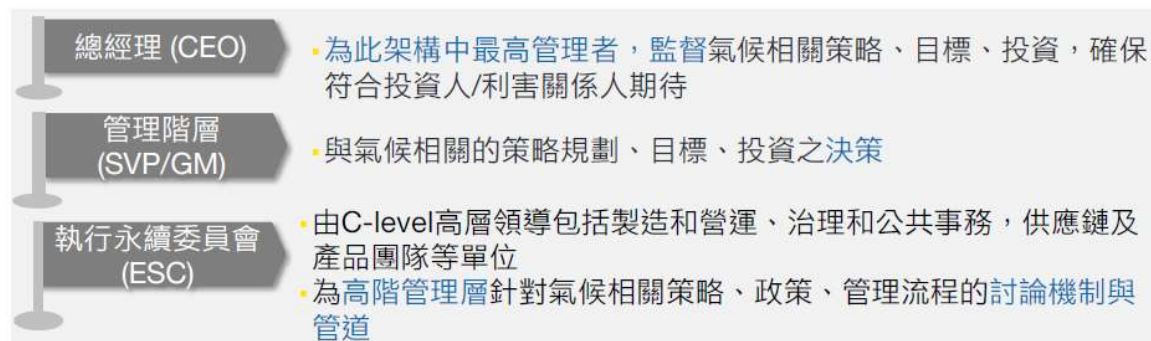 總經理 (CEO)
▪為此架構中最高管理者，監督氣候相關策略、目標、投資，確保
符合投資人/利害關係人期待
管理階層
(SVP/GM)
▪與氣候相關的策略規劃、目標、投資之決策
執行永續委員會
(ESC)
▪由C-level高層領導包括製造和營運、治理和公共事務，供應鏈及
產品團隊等單位
▪為高階管理層針對氣候相關策略、政策、管理流程的討論機制與
管道